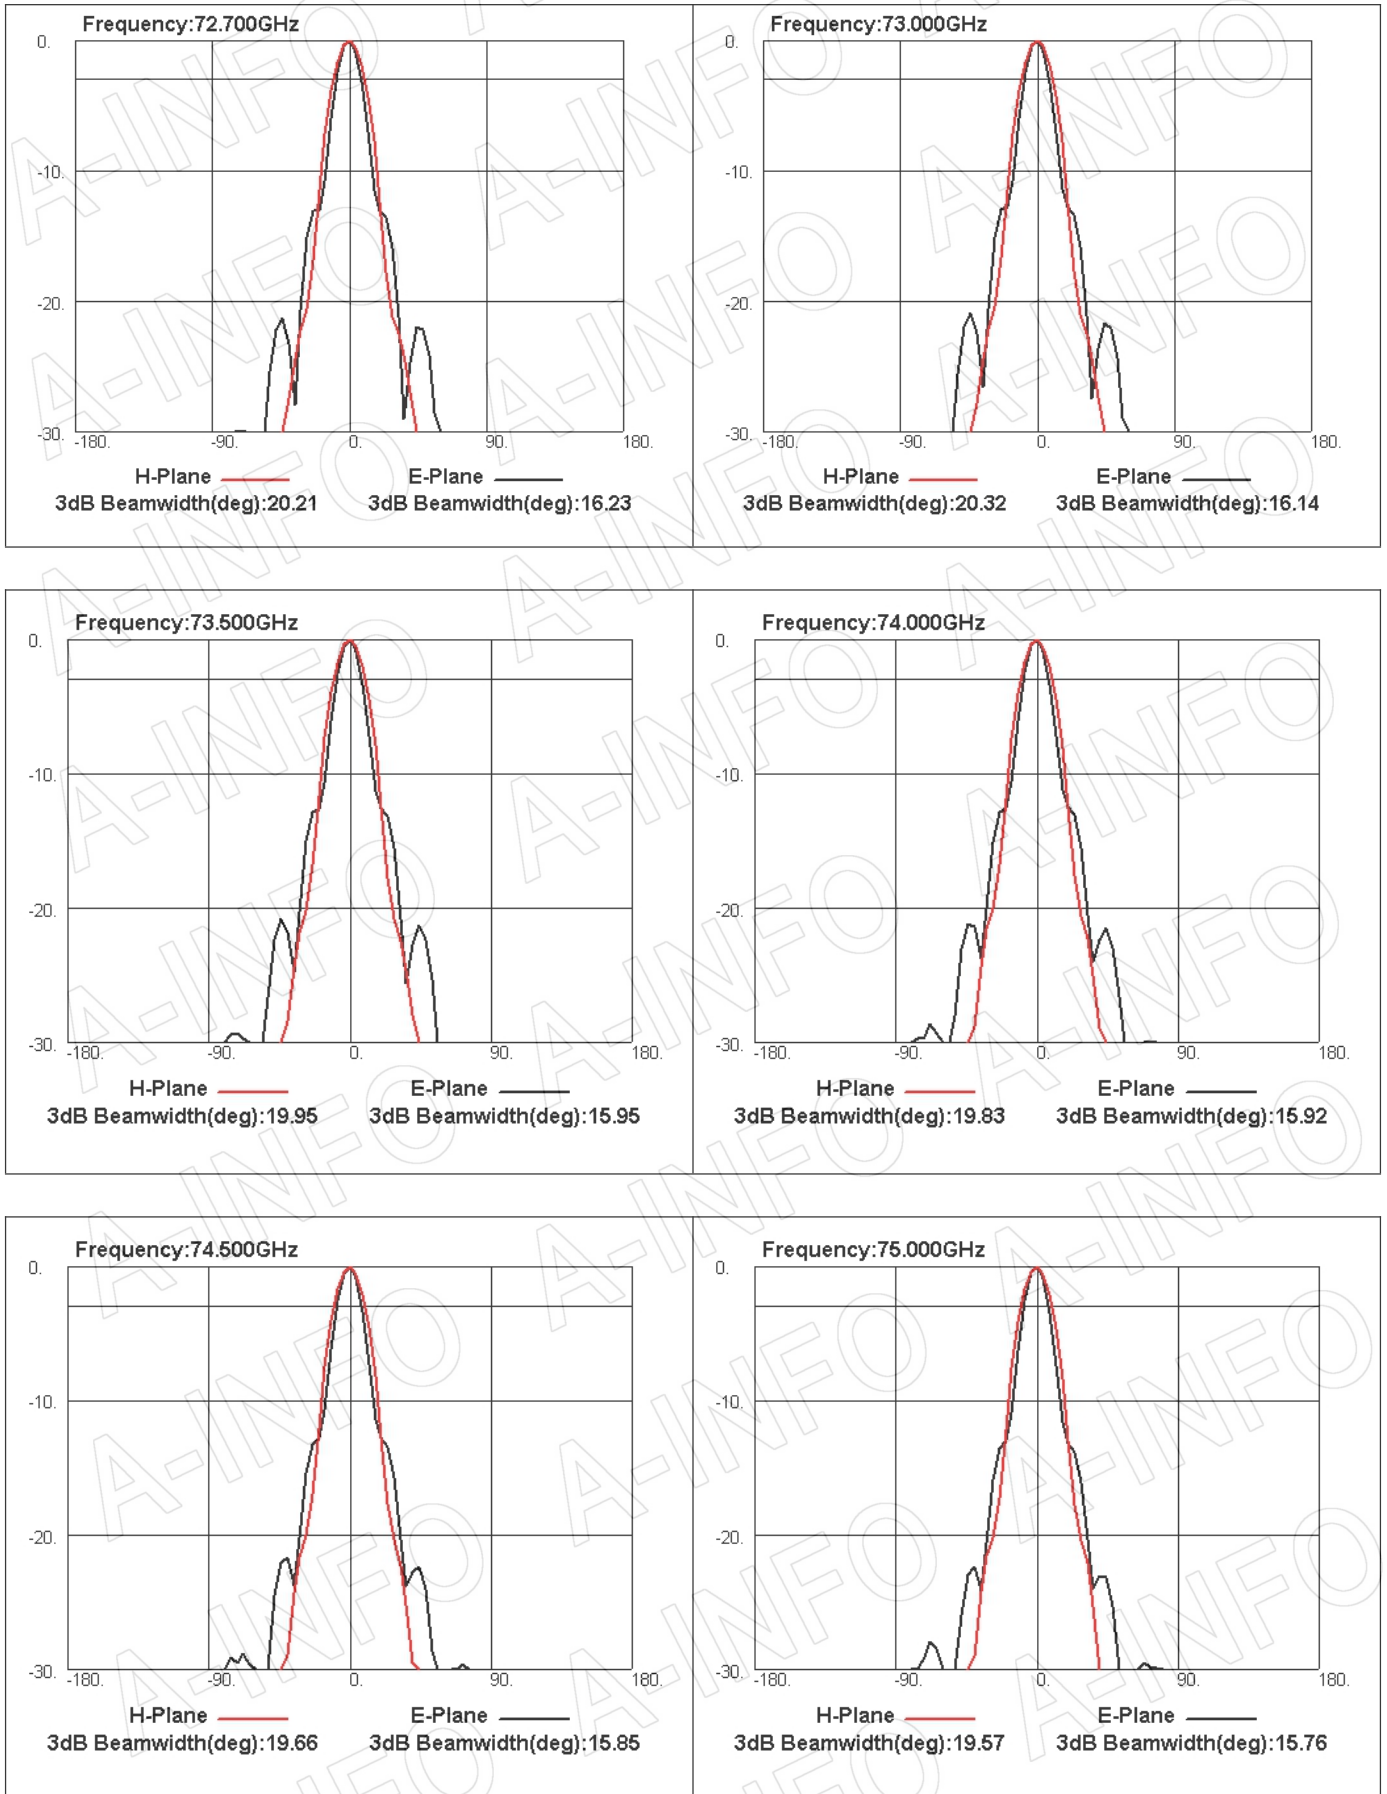 Frequency:72.700GHz
0.
-10.
-20.
-30.
-180. -90. 0. 90. 180.
H-Plane E-Plane
3dB Beamwidth(deg):20.21 3dB Beamwidth(deg):16.23
Frequency:73.000GHz
0.
-10.
-20.
-30.
-180. -90. 0. 90. 180.
H-Plane E-Plane
3dB Beamwidth(deg):20.32 3dB Beamwidth(deg):16.14
Frequency:73.500GHz
0.
-10.
-20.
-30.
-180. -90. 0. 90. 180.
H-Plane E-Plane
3dB Beamwidth(deg):19.95 3dB Beamwidth(deg):15.95
Frequency:74.000GHz
0.
-10.
-20.
-30.
-180. -90. 0. 90. 180.
H-Plane E-Plane
3dB Beamwidth(deg):19.83 3dB Beamwidth(deg):15.92
Frequency:74.500GHz
0.
-10.
-20.
-30.
-180. -90. 0. 90. 180.
H-Plane E-Plane
3dB Beamwidth(deg):19.66 3dB Beamwidth(deg):15.85
Frequency:75.000GHz
0.
-10.
-20.
-30.
-180. -90. 0. 90. 180.
H-Plane E-Plane
3dB Beamwidth(deg):19.57 3dB Beamwidth(deg):15.76
A-INFO